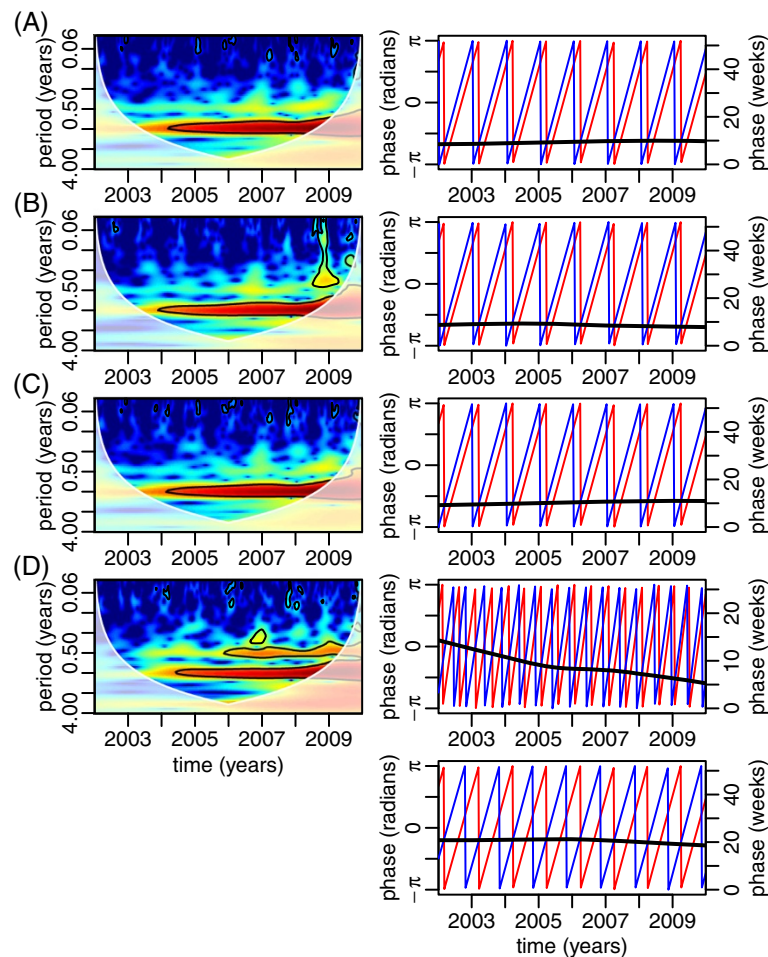 (A)
period (years)
0.06
0.50
4.00
2003 2005 2007 2009
phase (radians)
π
0
−π
phase (weeks)
40
20
0
2003 2005 2007 2009
(B)
period (years)
0.06
0.50
4.00
2003 2005 2007 2009
phase (radians)
π
0
−π
phase (weeks)
40
20
0
2003 2005 2007 2009
(C)
period (years)
0.06
0.50
4.00
2003 2005 2007 2009
phase (radians)
π
0
−π
phase (weeks)
40
20
0
2003 2005 2007 2009
(D)
period (years)
0.06
0.50
4.00
2003 2005 2007 2009
time (years)
phase (radians)
π
0
−π
phase (weeks)
20
10
0
2003 2005 2007 2009
phase (radians)
π
0
−π
phase (weeks)
40
20
0
2003 2005 2007 2009
time (years)